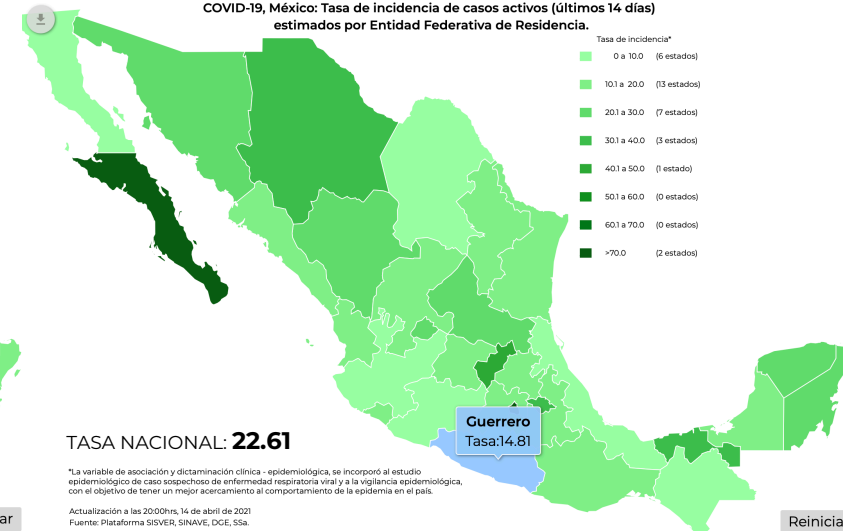 COVID-19, México: Tasa de incidencia de casos activos (últimos 14 días)
estimados por Entidad Federativa de Residencia.
Tasa de incidencia*
0 a 10.0 (6 estados)
10.1 a 20.0 (13 estados)
20.1 a 30.0 (7 estados)
30.1 a 40.0 (3 estados)
40.1 a 50.0 (1 estado)
50.1 a 60.0 (0 estados)
60.1 a 70.0 (0 estados)
>70.0 (2 estados)
Guerrero
Tasa:14.81
TASA NACIONAL: 22.61
*La variable de asociación y dictaminación clínica - epidemiológica, se incorporó al estudio
epidemiológico de caso sospechoso de enfermedad respiratoria viral y a la vigilancia epidemiológica,
con el objetivo de tener un mejor acercamiento al comportamiento de la epidemia en el país.
Actualización a las 20:00hrs, 14 de abril de 2021
Fuente: Plataforma SISVER, SINAVE, DGE, SSa.
ar
Reinicia